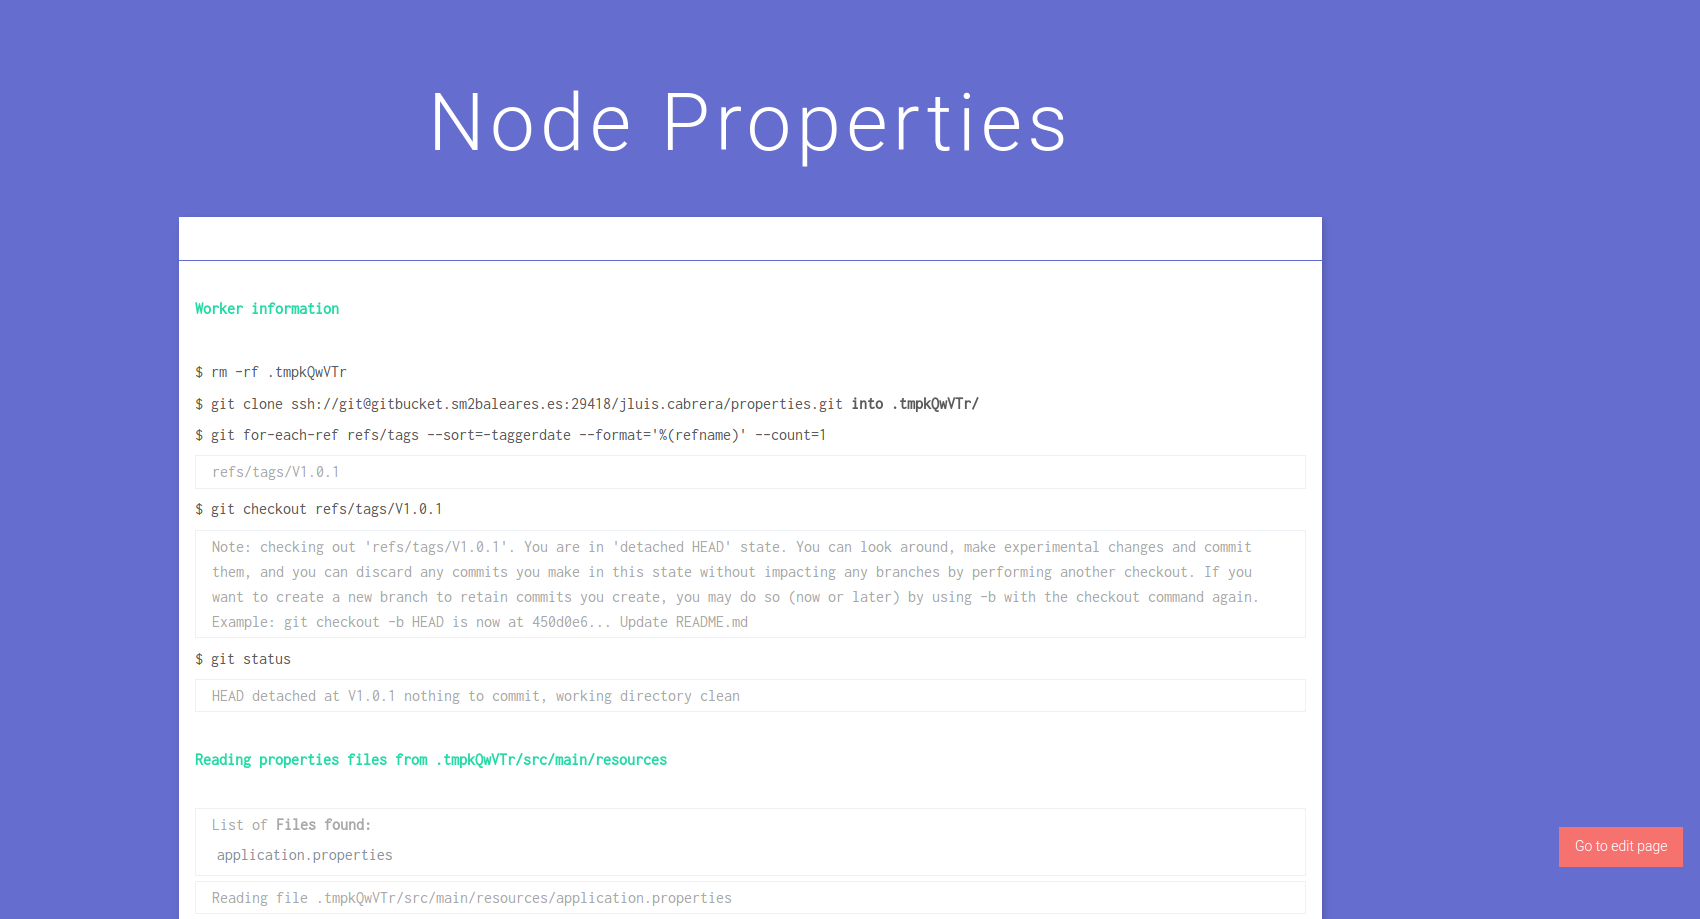 Node Properties
Worker information
$ rm -rf .tmpkQwVTr
$ git clone ssh://git@gitbucket.sm2baleares.es:29418/jluis.cabrera/properties.git into .tmpkQwVTr/
$ git for-each-ref refs/tags --sort=-taggerdate --format='%(refname)' --count=1
refs/tags/V1.0.1
$ git checkout refs/tags/V1.0.1
Note: checking out 'refs/tags/V1.0.1'. You are in 'detached HEAD' state. You can look around, make experimental changes and commit
them, and you can discard any commits you make in this state without impacting any branches by performing another checkout. If you
want to create a new branch to retain commits you create, you may do so (now or later) by using -b with the checkout command again.
Example: git checkout -b HEAD is now at 450d0e6... Update README.md
$ git status
HEAD detached at V1.0.1 nothing to commit, working directory clean
Reading properties files from .tmpkQwVTr/src/main/resources
List of Files found:
application.properties
Go to edit page
Reading file .tmpkQwVTr/src/main/resources/application.properties